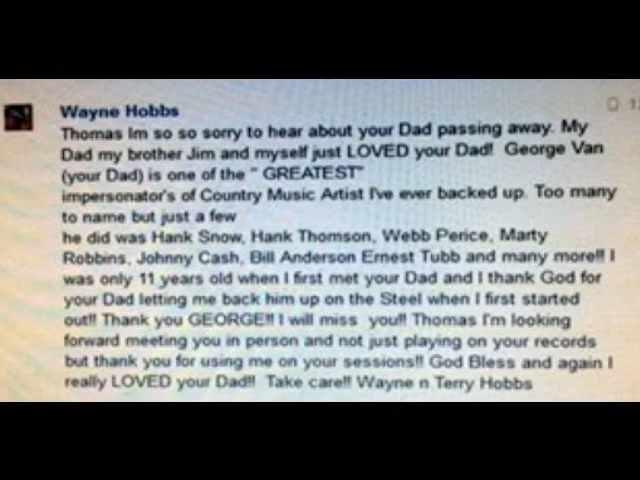 Wayne Hobbs
Thomas Im so so sorry to hear about your Dad passing away. My
Dad my brother Jim and myself just LOVED your Dad! George Van
(your Dad) is one of the " GREATEST"
impersonator's of Country Music Artist I've ever backed up. Too many
to name but just a few
he did was Hank Snow, Hank Thomson, Webb Perice, Marty
Robbins, Johnny Cash, Bill Anderson Ernest Tubb and many more!! I
was only 11 years old when I first met your Dad and I thank God for
your Dad letting me back him up on the Steel when I first started
out!! Thank you GEORGE!! I will miss you!! Thomas I'm looking
forward meeting you in person and not just playing on your records
but thank you for using me on your sessions!! God Bless and again I
really LOVED your Dad!! Take care!! Wayne n Terry Hobbs